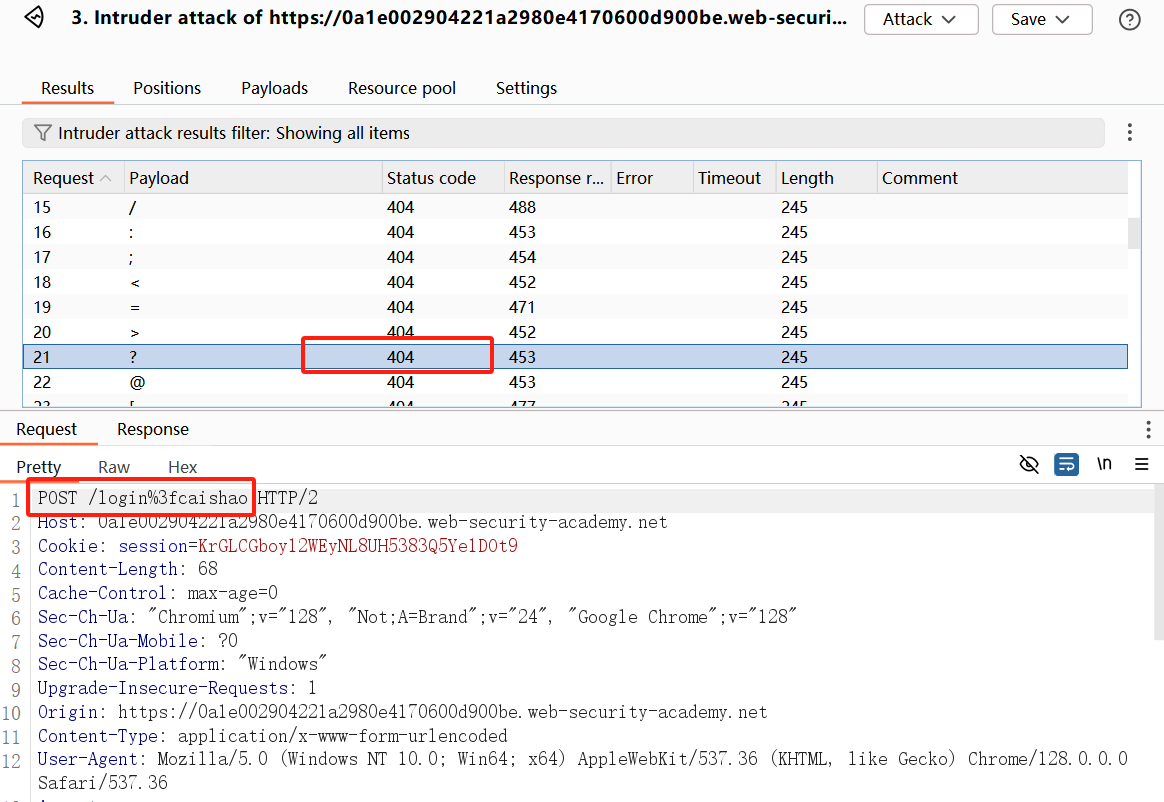 3. Intruder attack of https://0a1e002904221a2980e4170600d900be.web-securi...
Attack
Save
Results Positions Payloads Resource pool Settings
Intruder attack results filter: Showing all items
Request Payload Status code Response r... Error Timeout Length Comment
15 / 404 488 245
16 : 404 453 245
17 ; 404 454 245
18 < 404 452 245
19 = 404 471 245
20 > 404 452 245
21 ? 404 453 245
22 @ 404 453 245
23 [ 404 477 245
Request Response
Pretty Raw Hex
\n
1 POST /login%3fcaishao HTTP/2
2 Host: 0a1e002904221a2980e4170600d900be.web-security-academy.net
3 Cookie: session=KrGLCGboy12WEyNL8UH5383Q5Ye1D0t9
4 Content-Length: 68
5 Cache-Control: max-age=0
6 Sec-Ch-Ua: "Chromium";v="128", "Not;A=Brand";v="24", "Google Chrome";v="128"
7 Sec-Ch-Ua-Mobile: ?0
8 Sec-Ch-Ua-Platform: "Windows"
9 Upgrade-Insecure-Requests: 1
10 Origin: https://0a1e002904221a2980e4170600d900be.web-security-academy.net
11 Content-Type: application/x-www-form-urlencoded
12 User-Agent: Mozilla/5.0 (Windows NT 10.0; Win64; x64) AppleWebKit/537.36 (KHTML, like Gecko) Chrome/128.0.0.0
Safari/537.36